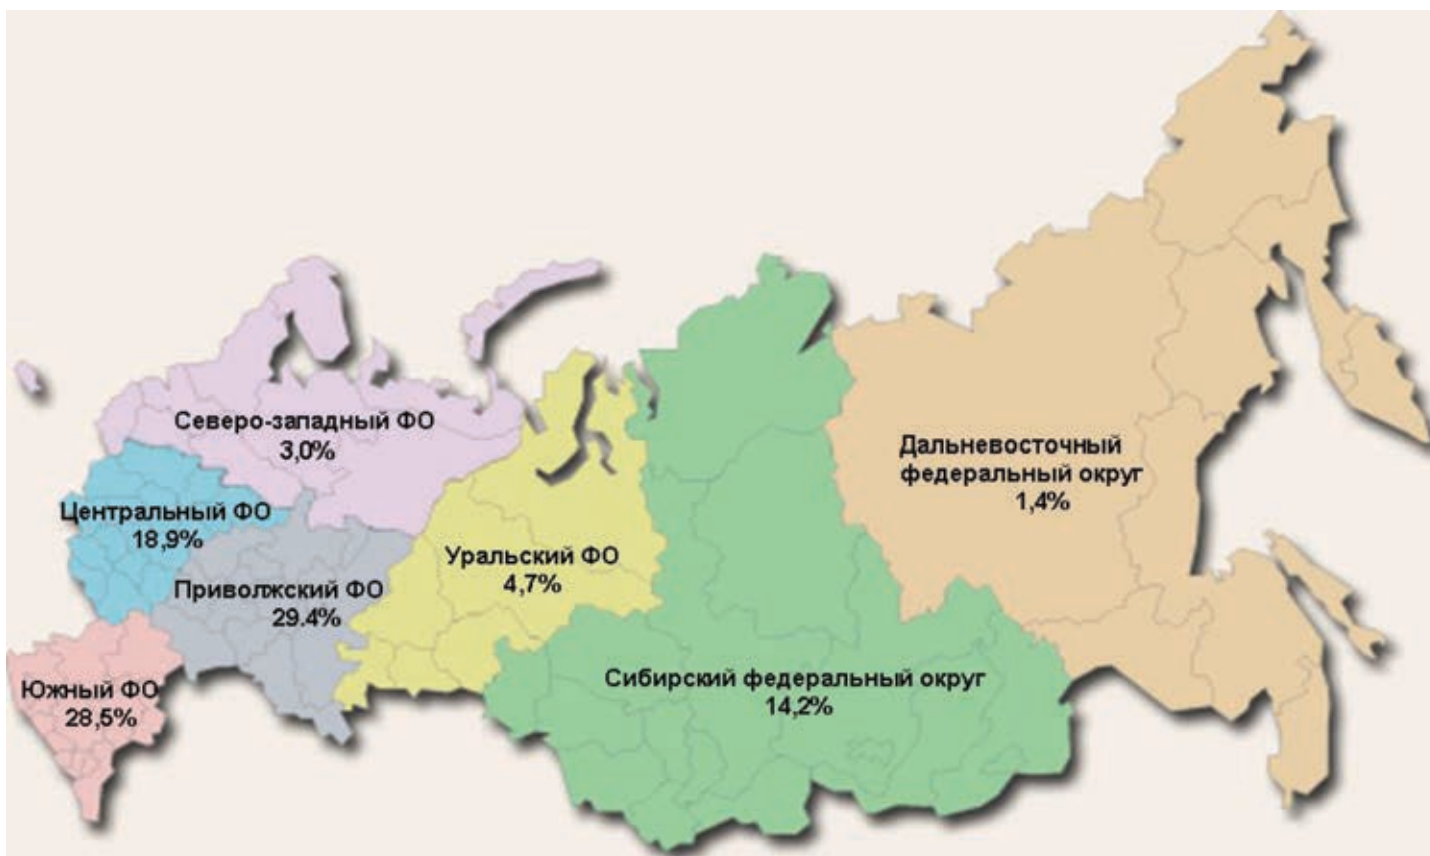 Северо-западный ФО
3,0%
Дальневосточный
федеральный округ
1,4%
Центральный ФО
18,9%
Уральский ФО
4,7%
Приволжский ФО
29.4%
Сибирский федеральный округ
14,2%
Южный ФО
28,5%